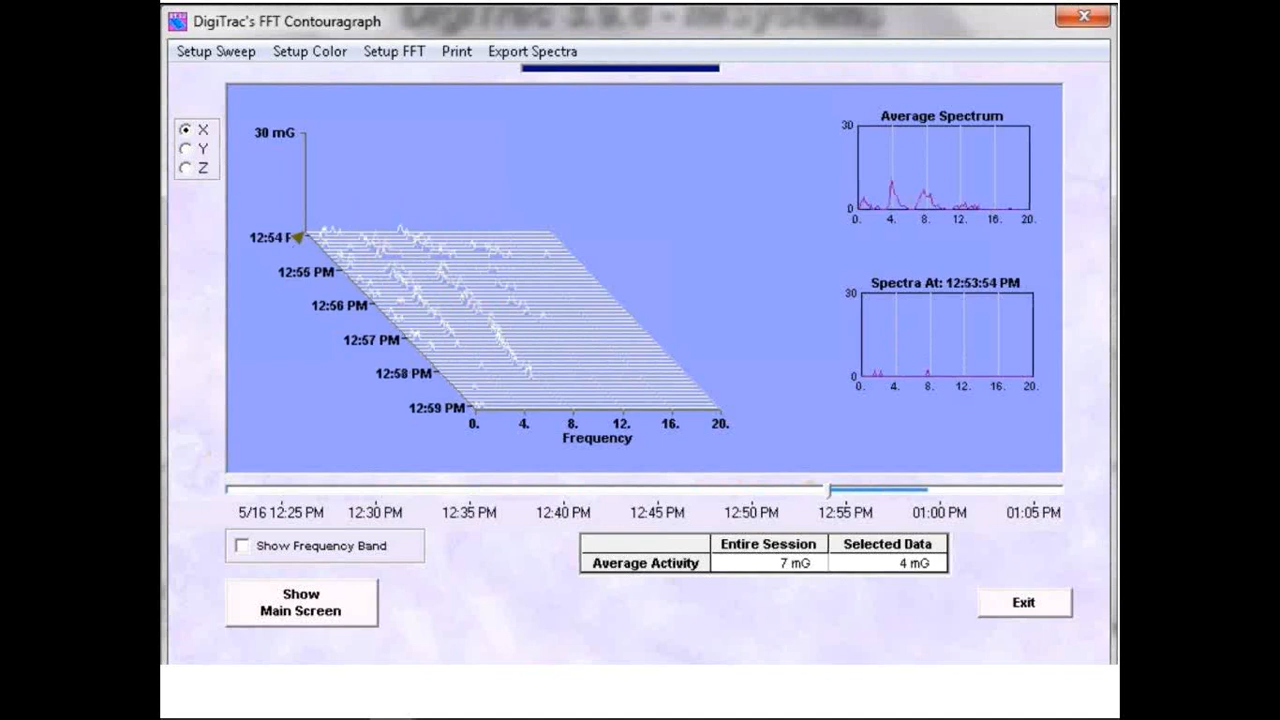 DigiTrac's FFT Contouragraph
Setup Sweep Setup Color Setup FFT Print Export Spectra
X
Y
Z
30 mG
12:54 P
12:55 PM
12:56 PM
12:57 PM
12:58 PM
12:59 PM
0. 4. 8. 12. 16. 20.
Frequency
Average Spectrum
30
0
0. 4. 8. 12. 16. 20.
Spectra At: 12:53:54 PM
30
0
0. 4. 8. 12. 16. 20.
5/16 12:25 PM 12:30 PM 12:35 PM 12:40 PM 12:45 PM 12:50 PM 12:55 PM 01:00 PM 01:05 PM
Show Frequency Band
Entire Session Selected Data
Average Activity 7 mG 4 mG
Show
Main Screen
Exit